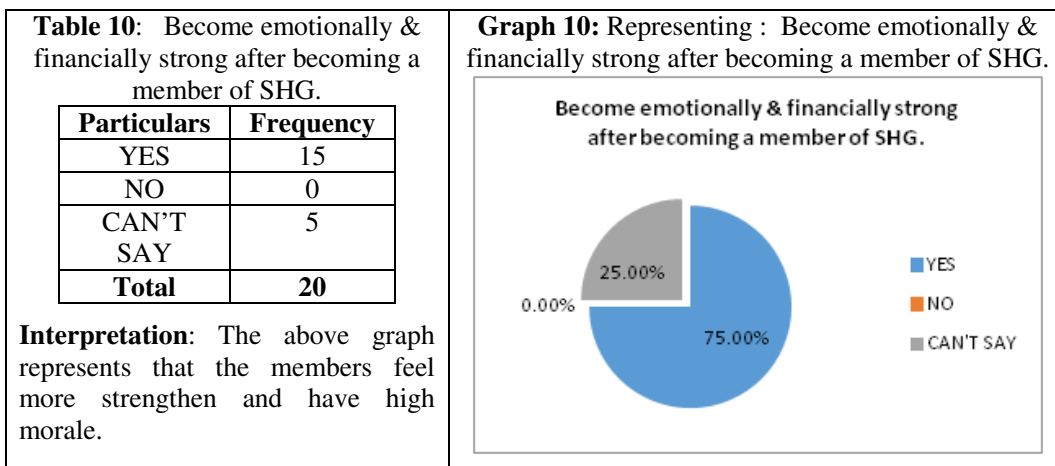 Table 10: Become emotionally &
financially strong after becoming a
member of SHG.
Particulars Frequency
YES 15
NO 0
CAN'T 5
SAY
Total 20
Interpretation: The above graph
represents that the members feel
more strengthen and have high
morale.
Graph 10: Representing : Become emotionally &
financially strong after becoming a member of SHG.
Become emotionally & financially strong
after becoming a member of SHG.
25.00%
0.00%
75.00%
YES
NO
CAN'T SAY